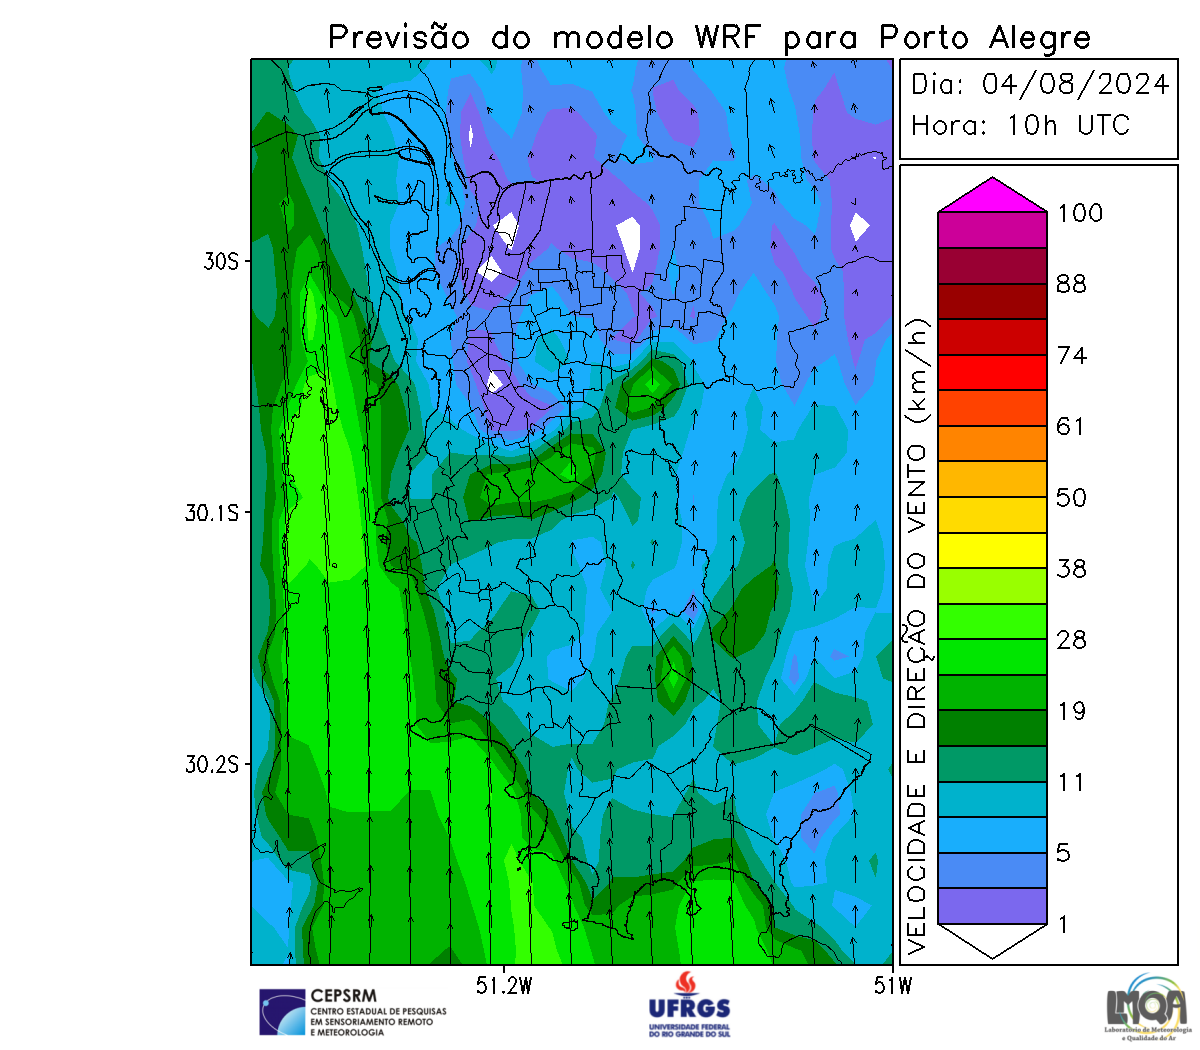 Previsão do modelo WRF para Porto Alegre
Dia: 04/08/2024
Hora: 10h UTC
30S
30.1S
30.2S
51.2W
51W
VELOCIDADE E DIREÇÃO DO VENTO (km/h)
100
88
74
61
50
38
28
19
11
5
1
CEPSRM
CENTRO ESTADUAL DE PESQUISAS
EM SENSORIAMENTO REMOTO
E METEOROLOGIA
UFRGS
UNIVERSIDADE FEDERAL
DO RIO GRANDE DO SUL
LMQA
Laboratório de Meteorologia
e Qualidade do Ar